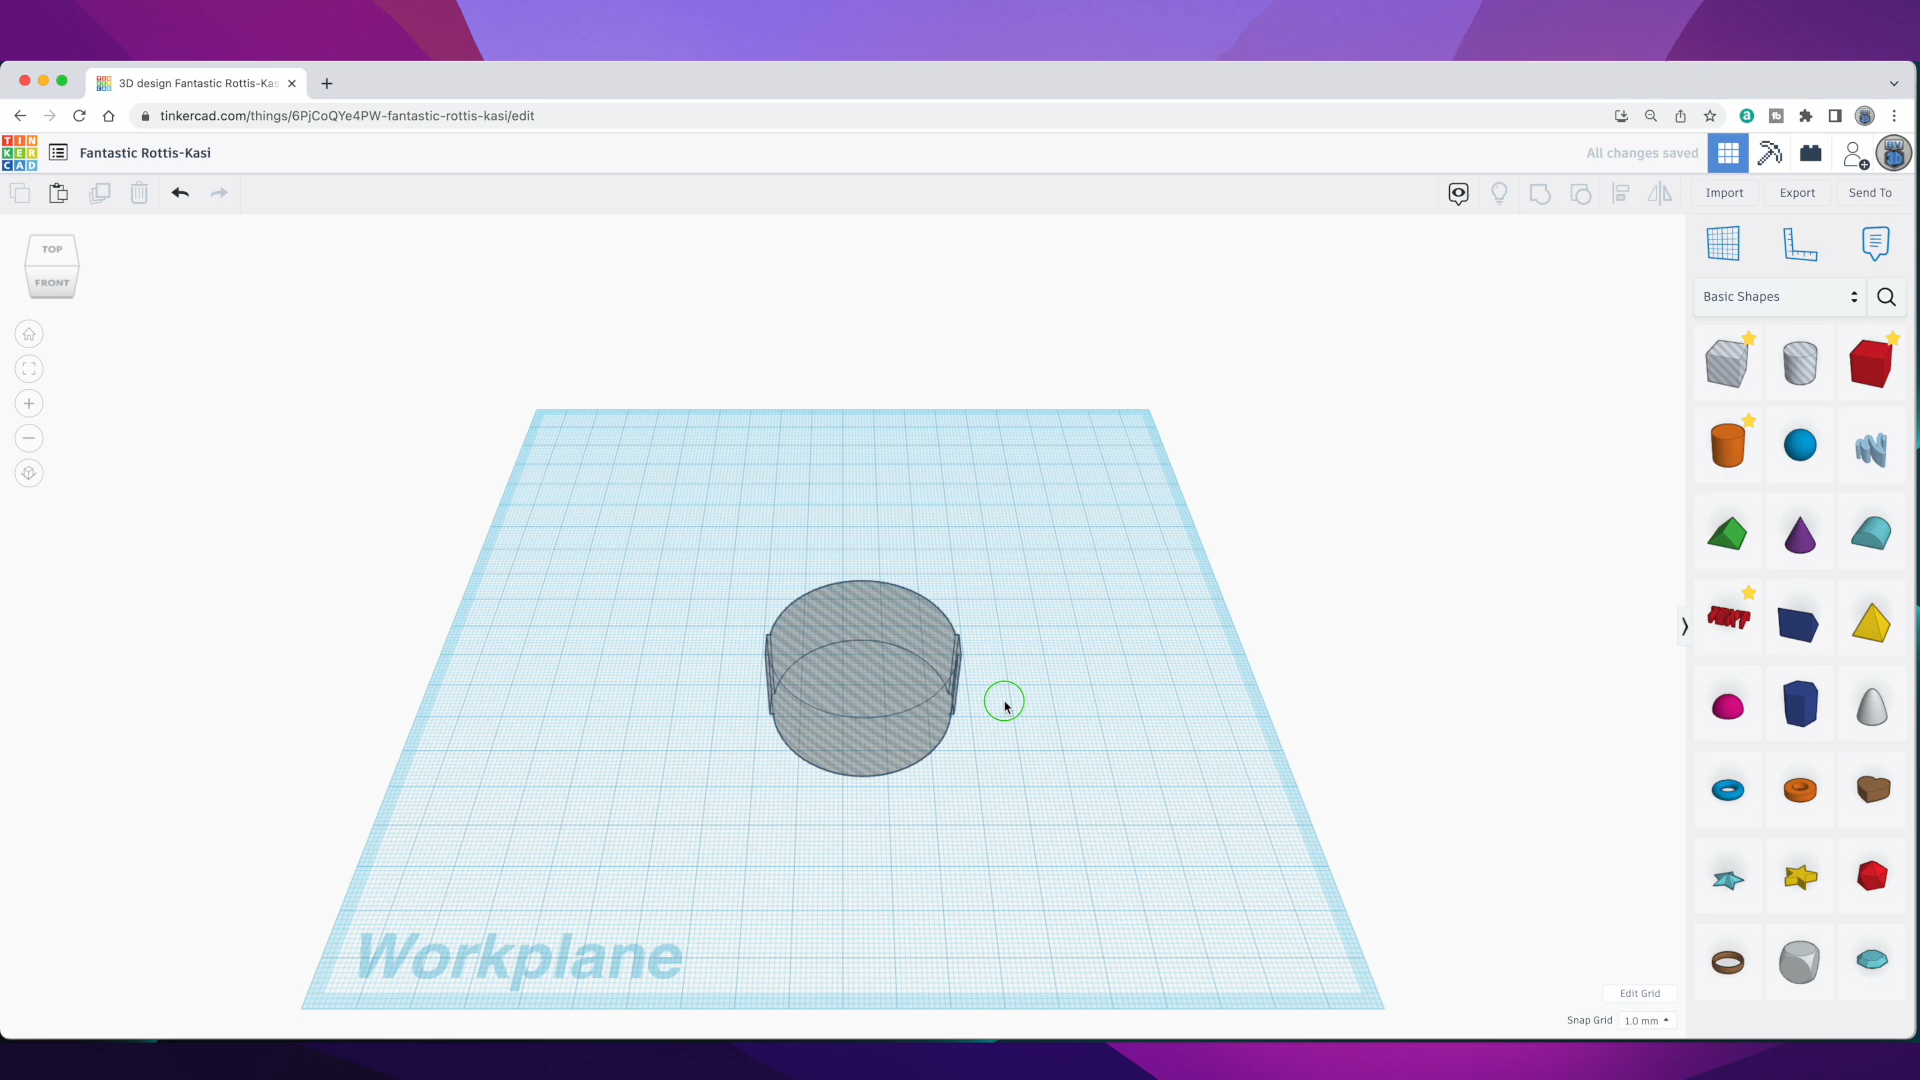 3D design Fantastic Rottis-Kas
tinkercad.com/things/6PjCoQYe4PW-fantastic-rottis-kasi/edit
TIN
KER
CAD
Fantastic Rottis-Kasi
All changes saved
Import
Export
Send To
TOP
FRONT
Basic Shapes
TEXT
Workplane
Edit Grid
Snap Grid
1.0 mm